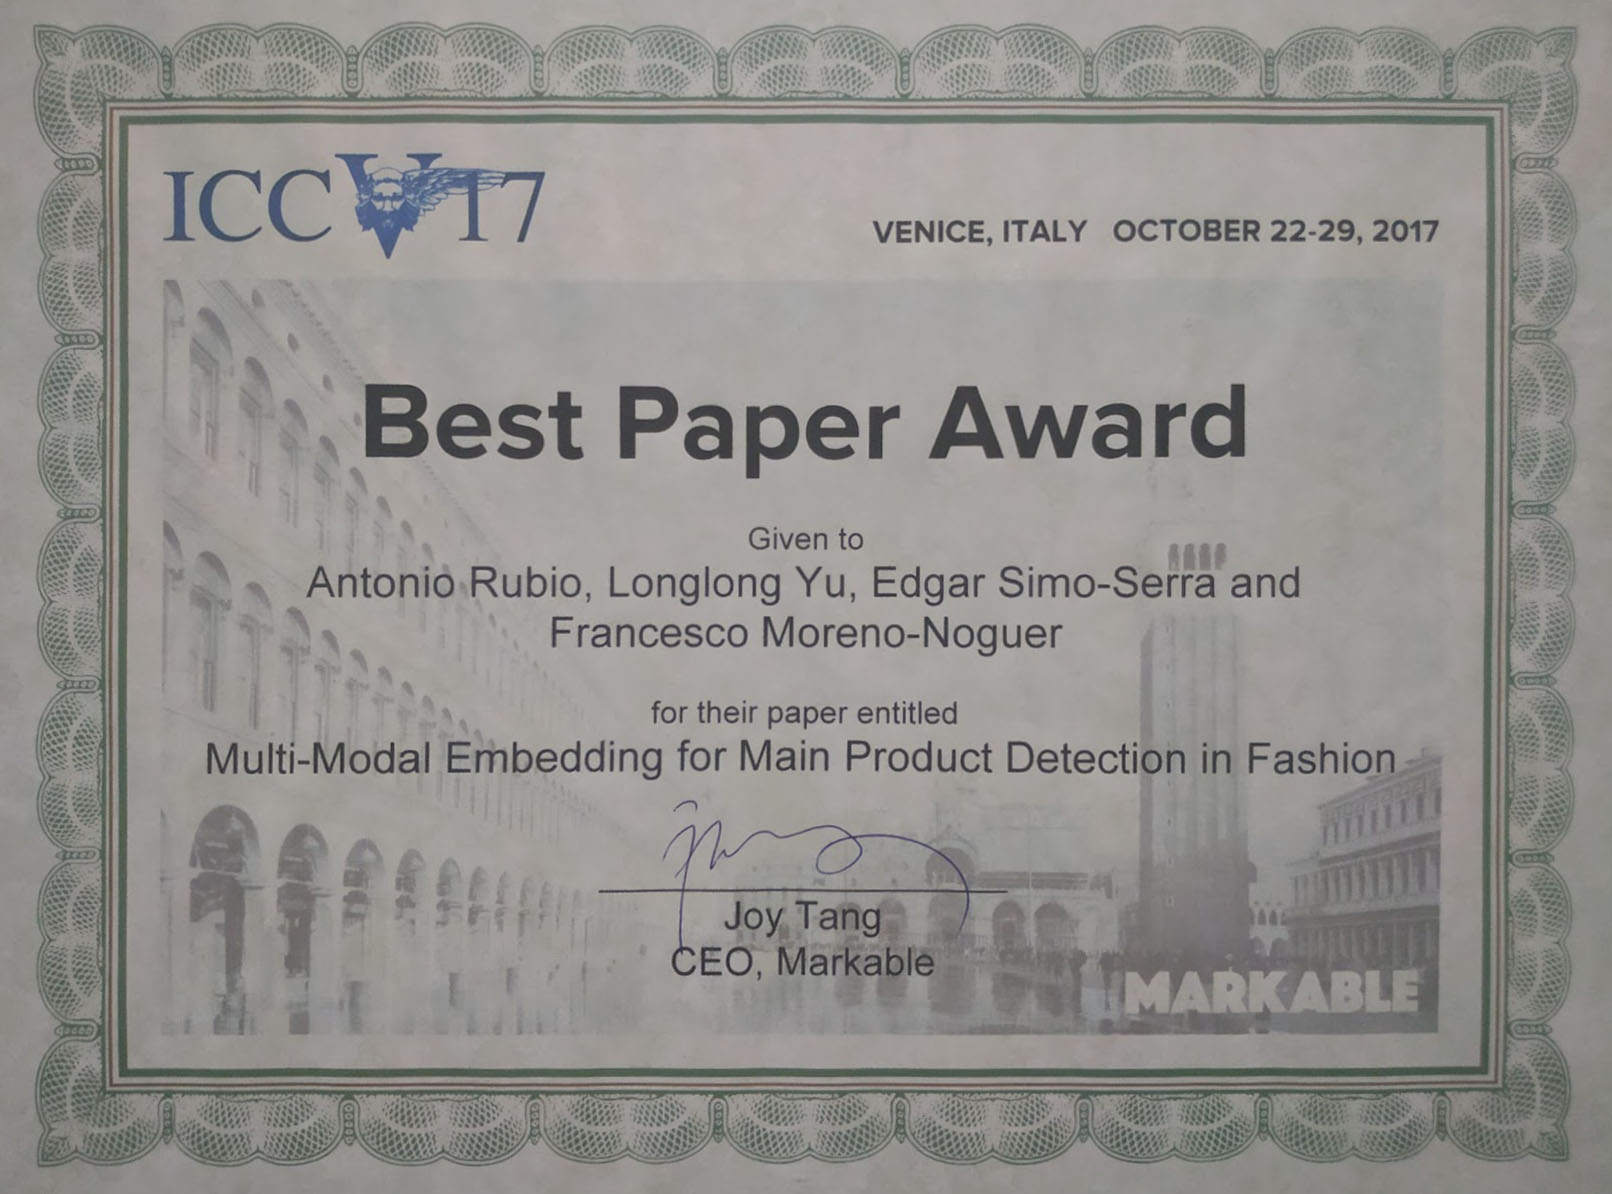 ICCV17
VENICE, ITALY OCTOBER 22-29, 2017
Best Paper Award
Given to
Antonio Rubio, Longlong Yu, Edgar Simo-Serra and
Francesco Moreno-Noguer
for their paper entitled
Multi-Modal Embedding for Main Product Detection in Fashion
Joy Tang
CEO, Markable
MARKABLE